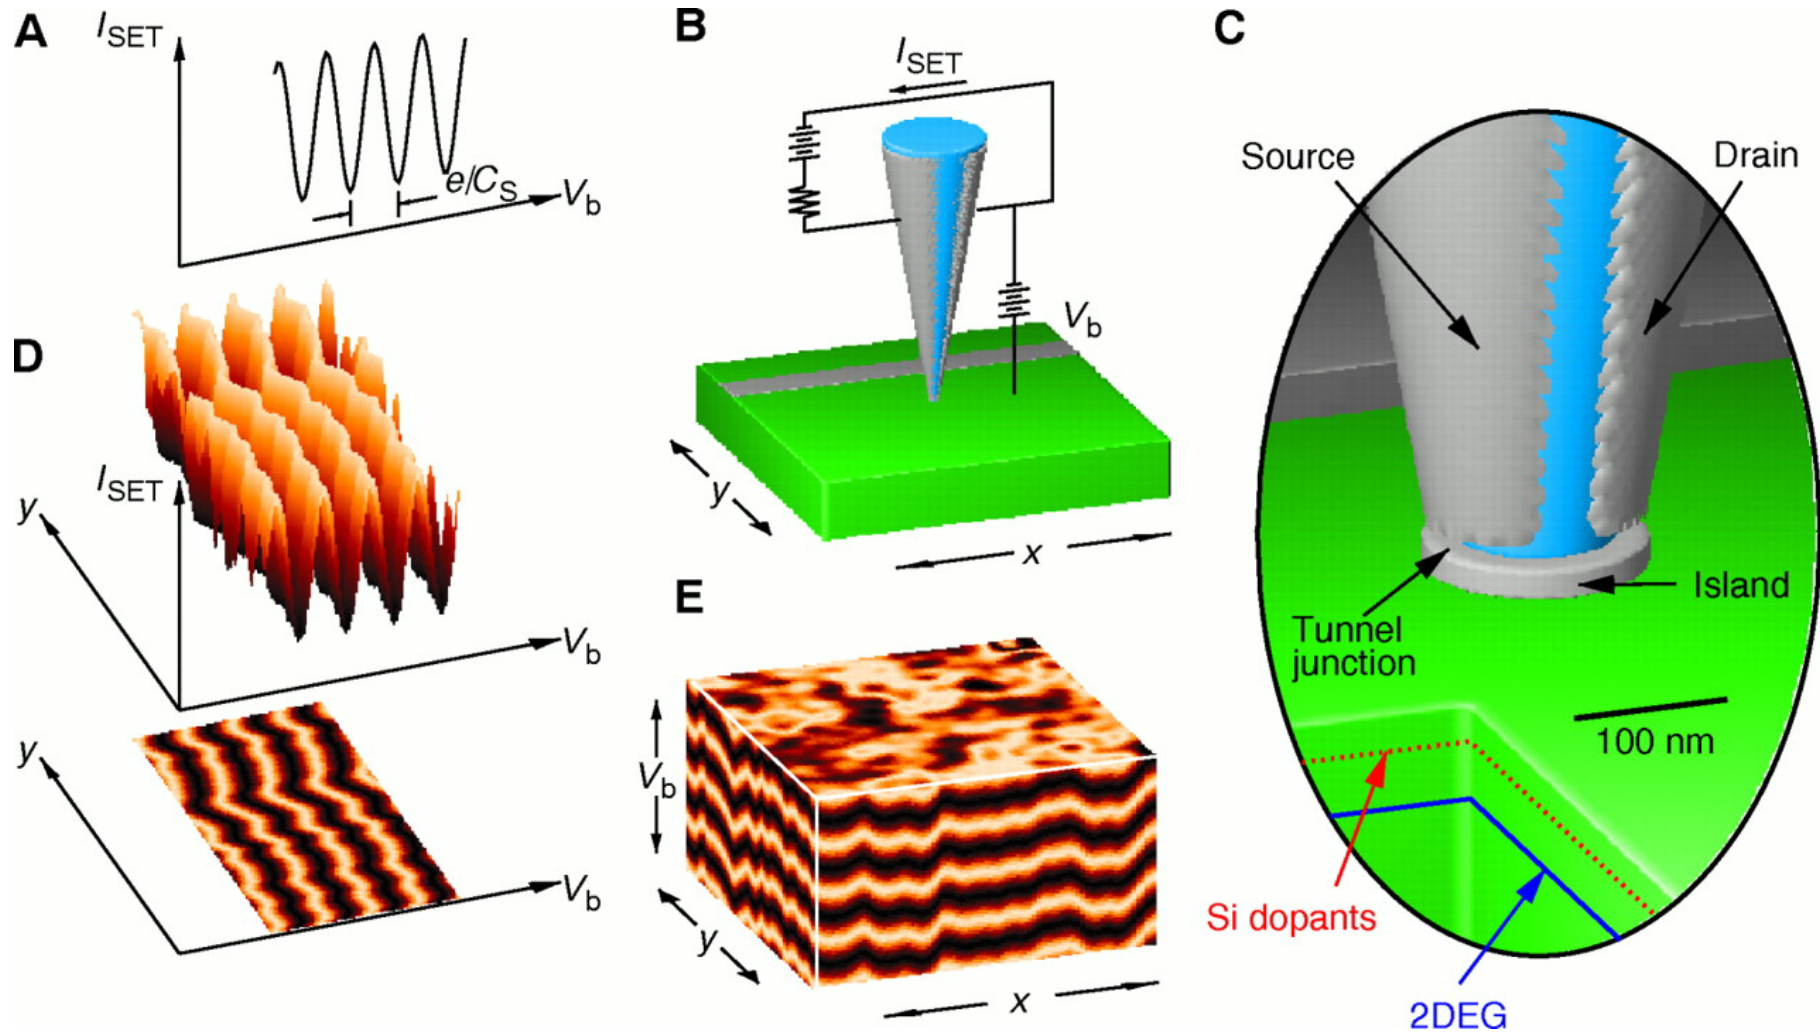 A
I_SET
e/C_S
V_b
B
I_SET
V_b
y
x
C
Source
Drain
Tunnel
junction
Island
100 nm
Si dopants
2DEG
D
I_SET
y
V_b
y
V_b
E
V_b
y
x